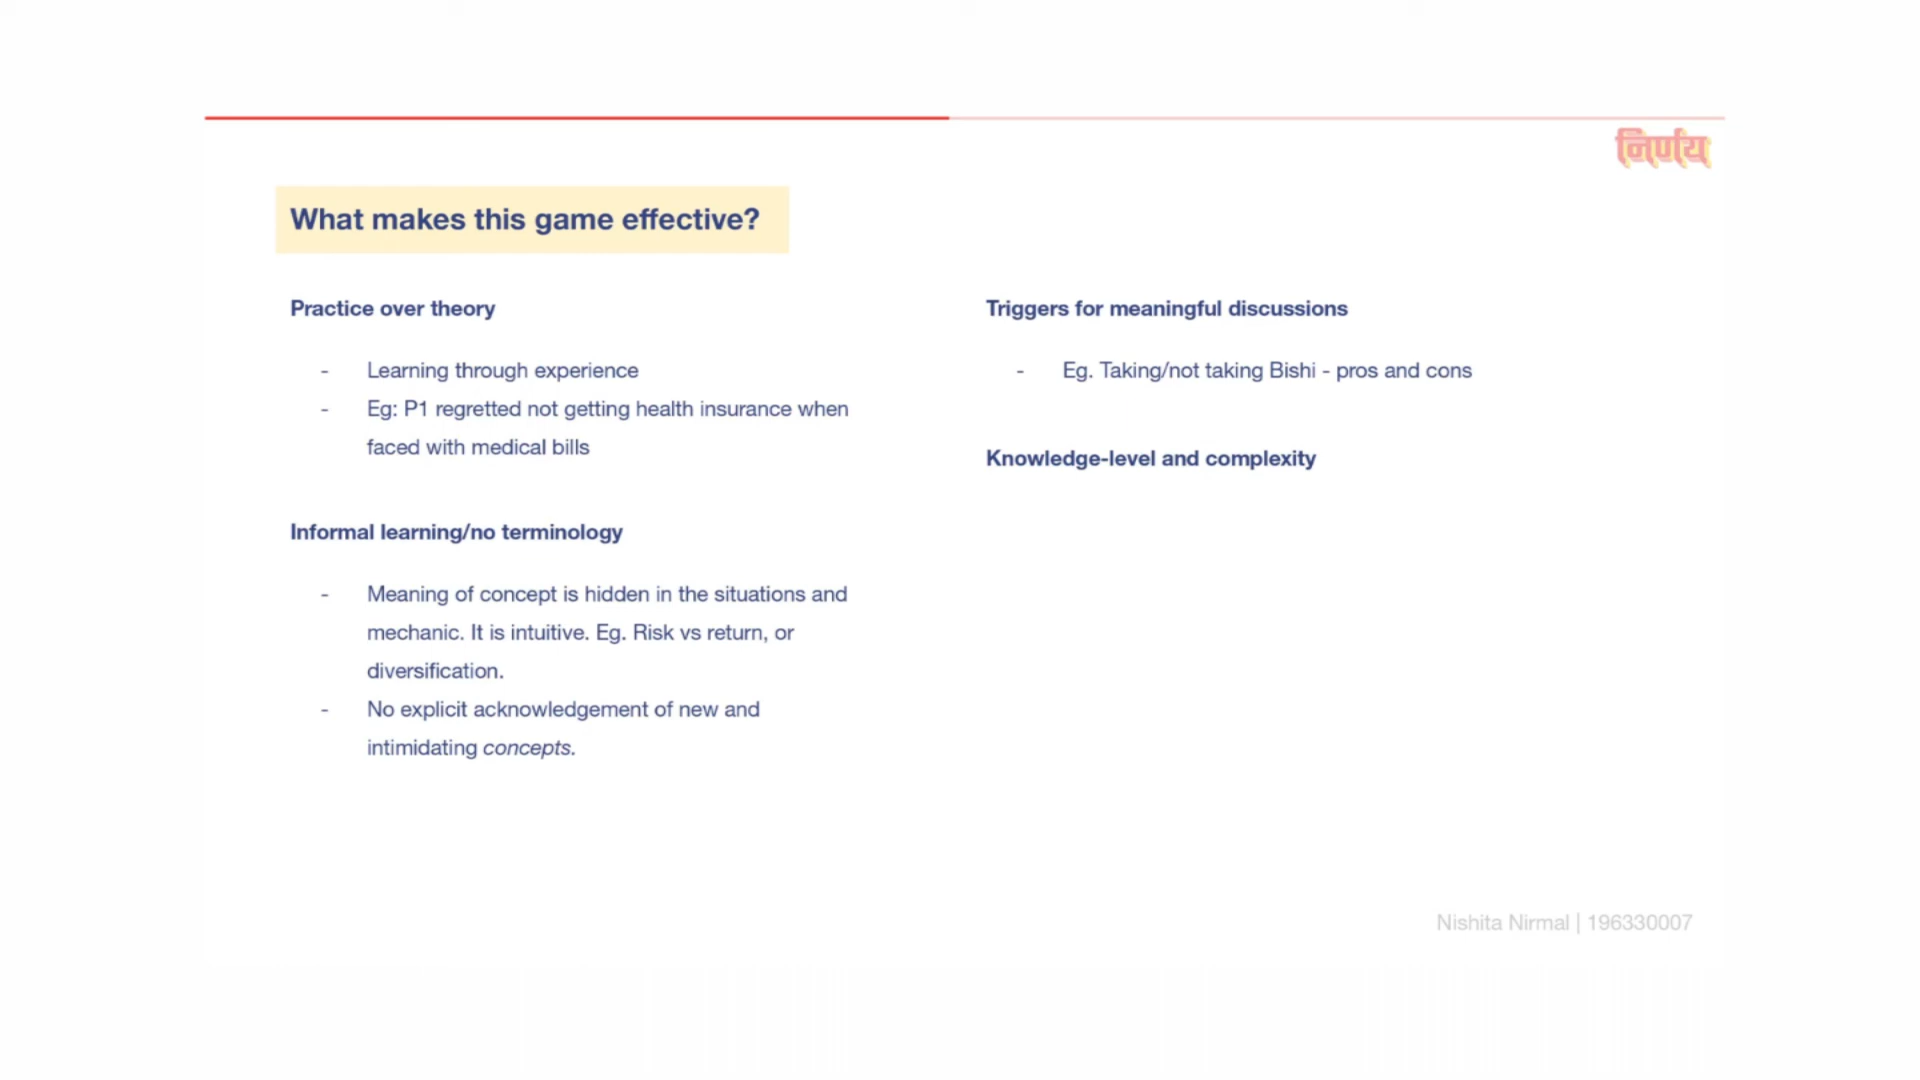 निर्णय
What makes this game effective?
Practice over theory
- Learning through experience
- Eg: P1 regretted not getting health insurance when
faced with medical bills
Informal learning/no terminology
- Meaning of concept is hidden in the situations and
mechanic. It is intuitive. Eg. Risk vs return, or
diversification.
- No explicit acknowledgement of new and
intimidating concepts.
Triggers for meaningful discussions
- Eg. Taking/not taking Bishi - pros and cons
Knowledge-level and complexity
Nishita Nirmal | 196330007